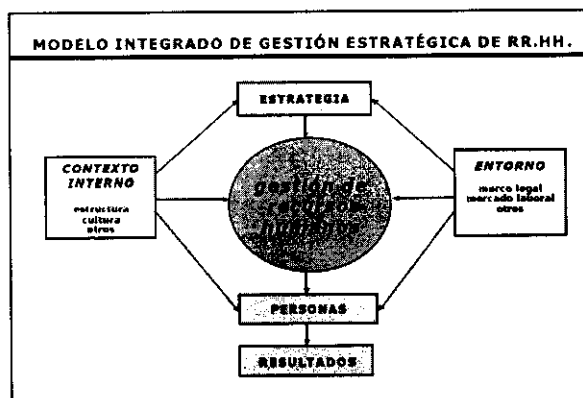 MODELO INTEGRADO DE GESTIÓN ESTRATÉGICA DE RR.HH.
ESTRATEGIA
CONTEXTO
INTERNO
estructura
cultura
otros
gestión de
recursos
humanos
ENTORNO
marco legal
mercado laboral
otros
PERSONAS
RESULTADOS